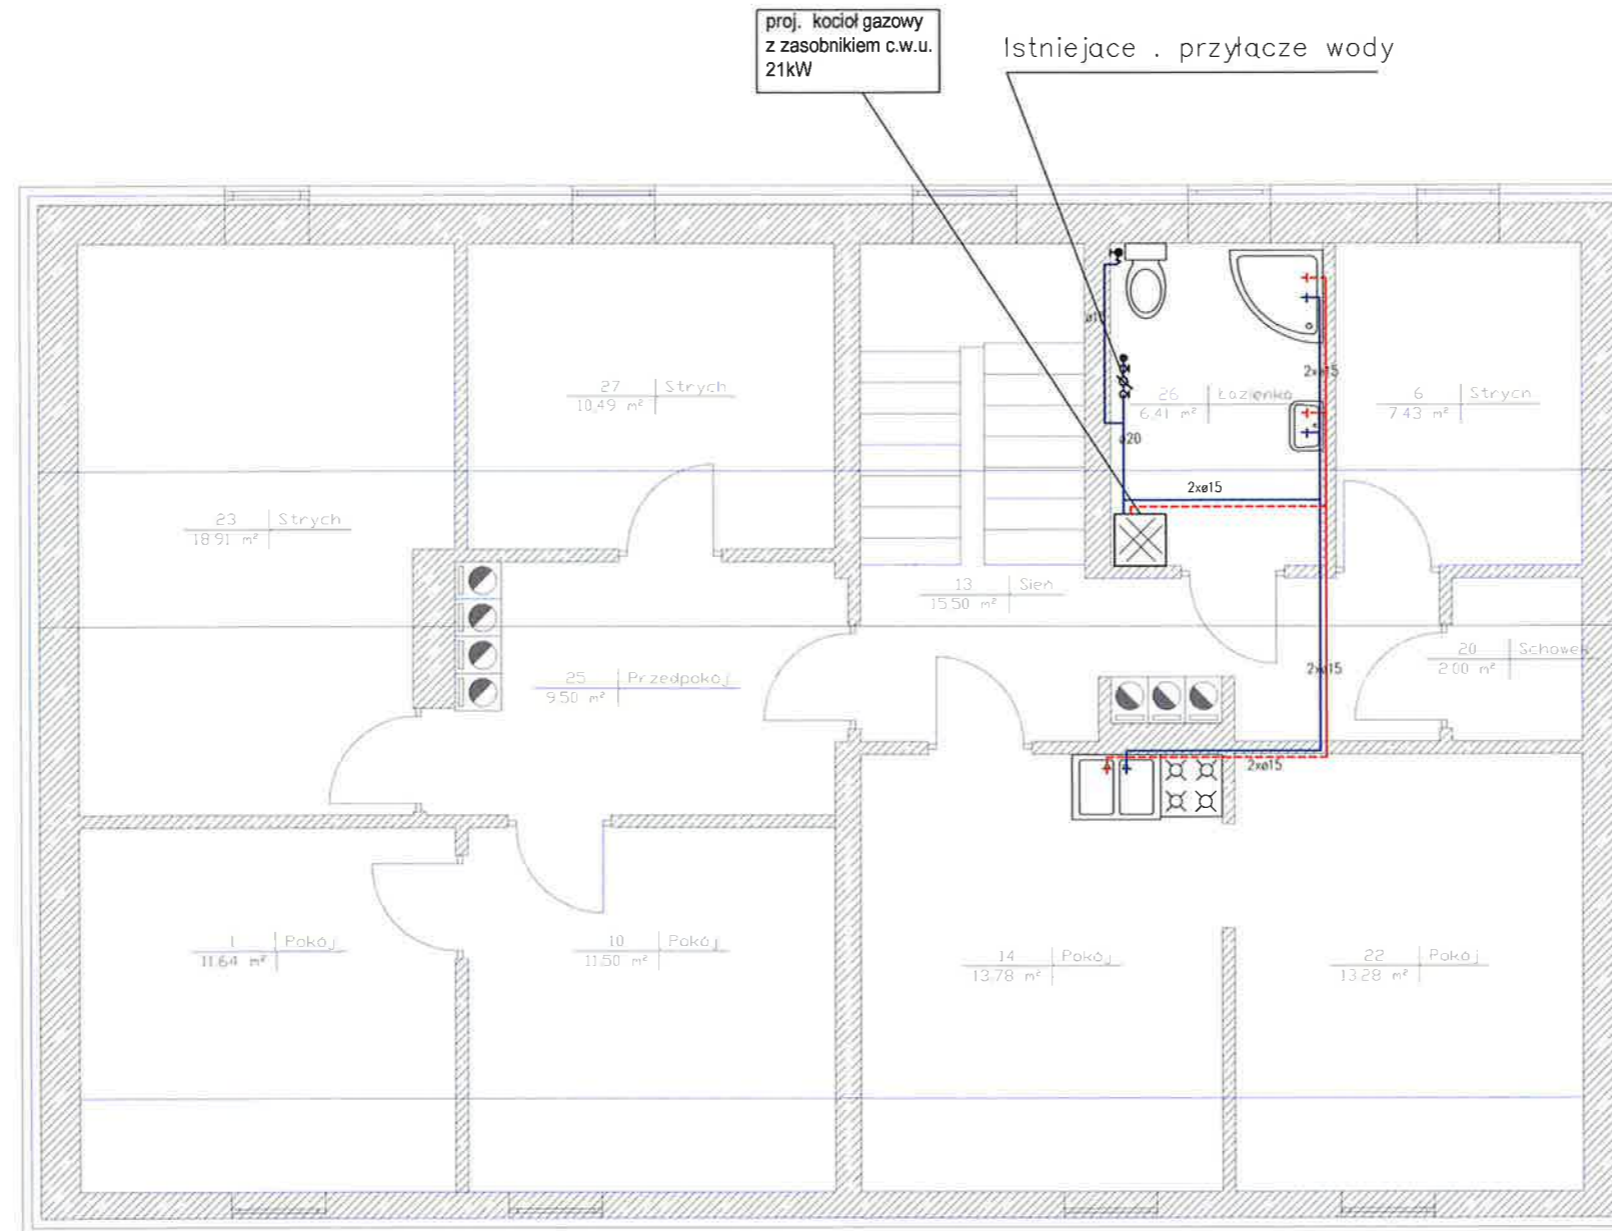 proj. kocioł gazowy
z zasobnikiem c.w.u.
21kW
Istniejące . przyłącze wody
27 Strych
10.49 m²
2xø15
26 Łazienka
6.41 m²
6 Strych
7.43 m²
ø20
2xø15
23 Strych
18.91 m²
13 Sień
15.50 m²
20 Schowek
2.00 m²
25 Przedpokój
9.50 m²
2xø15
2xø15
1 Pokój
11.64 m²
10 Pokój
11.50 m²
14 Pokój
13.78 m²
22 Pokój
13.28 m²